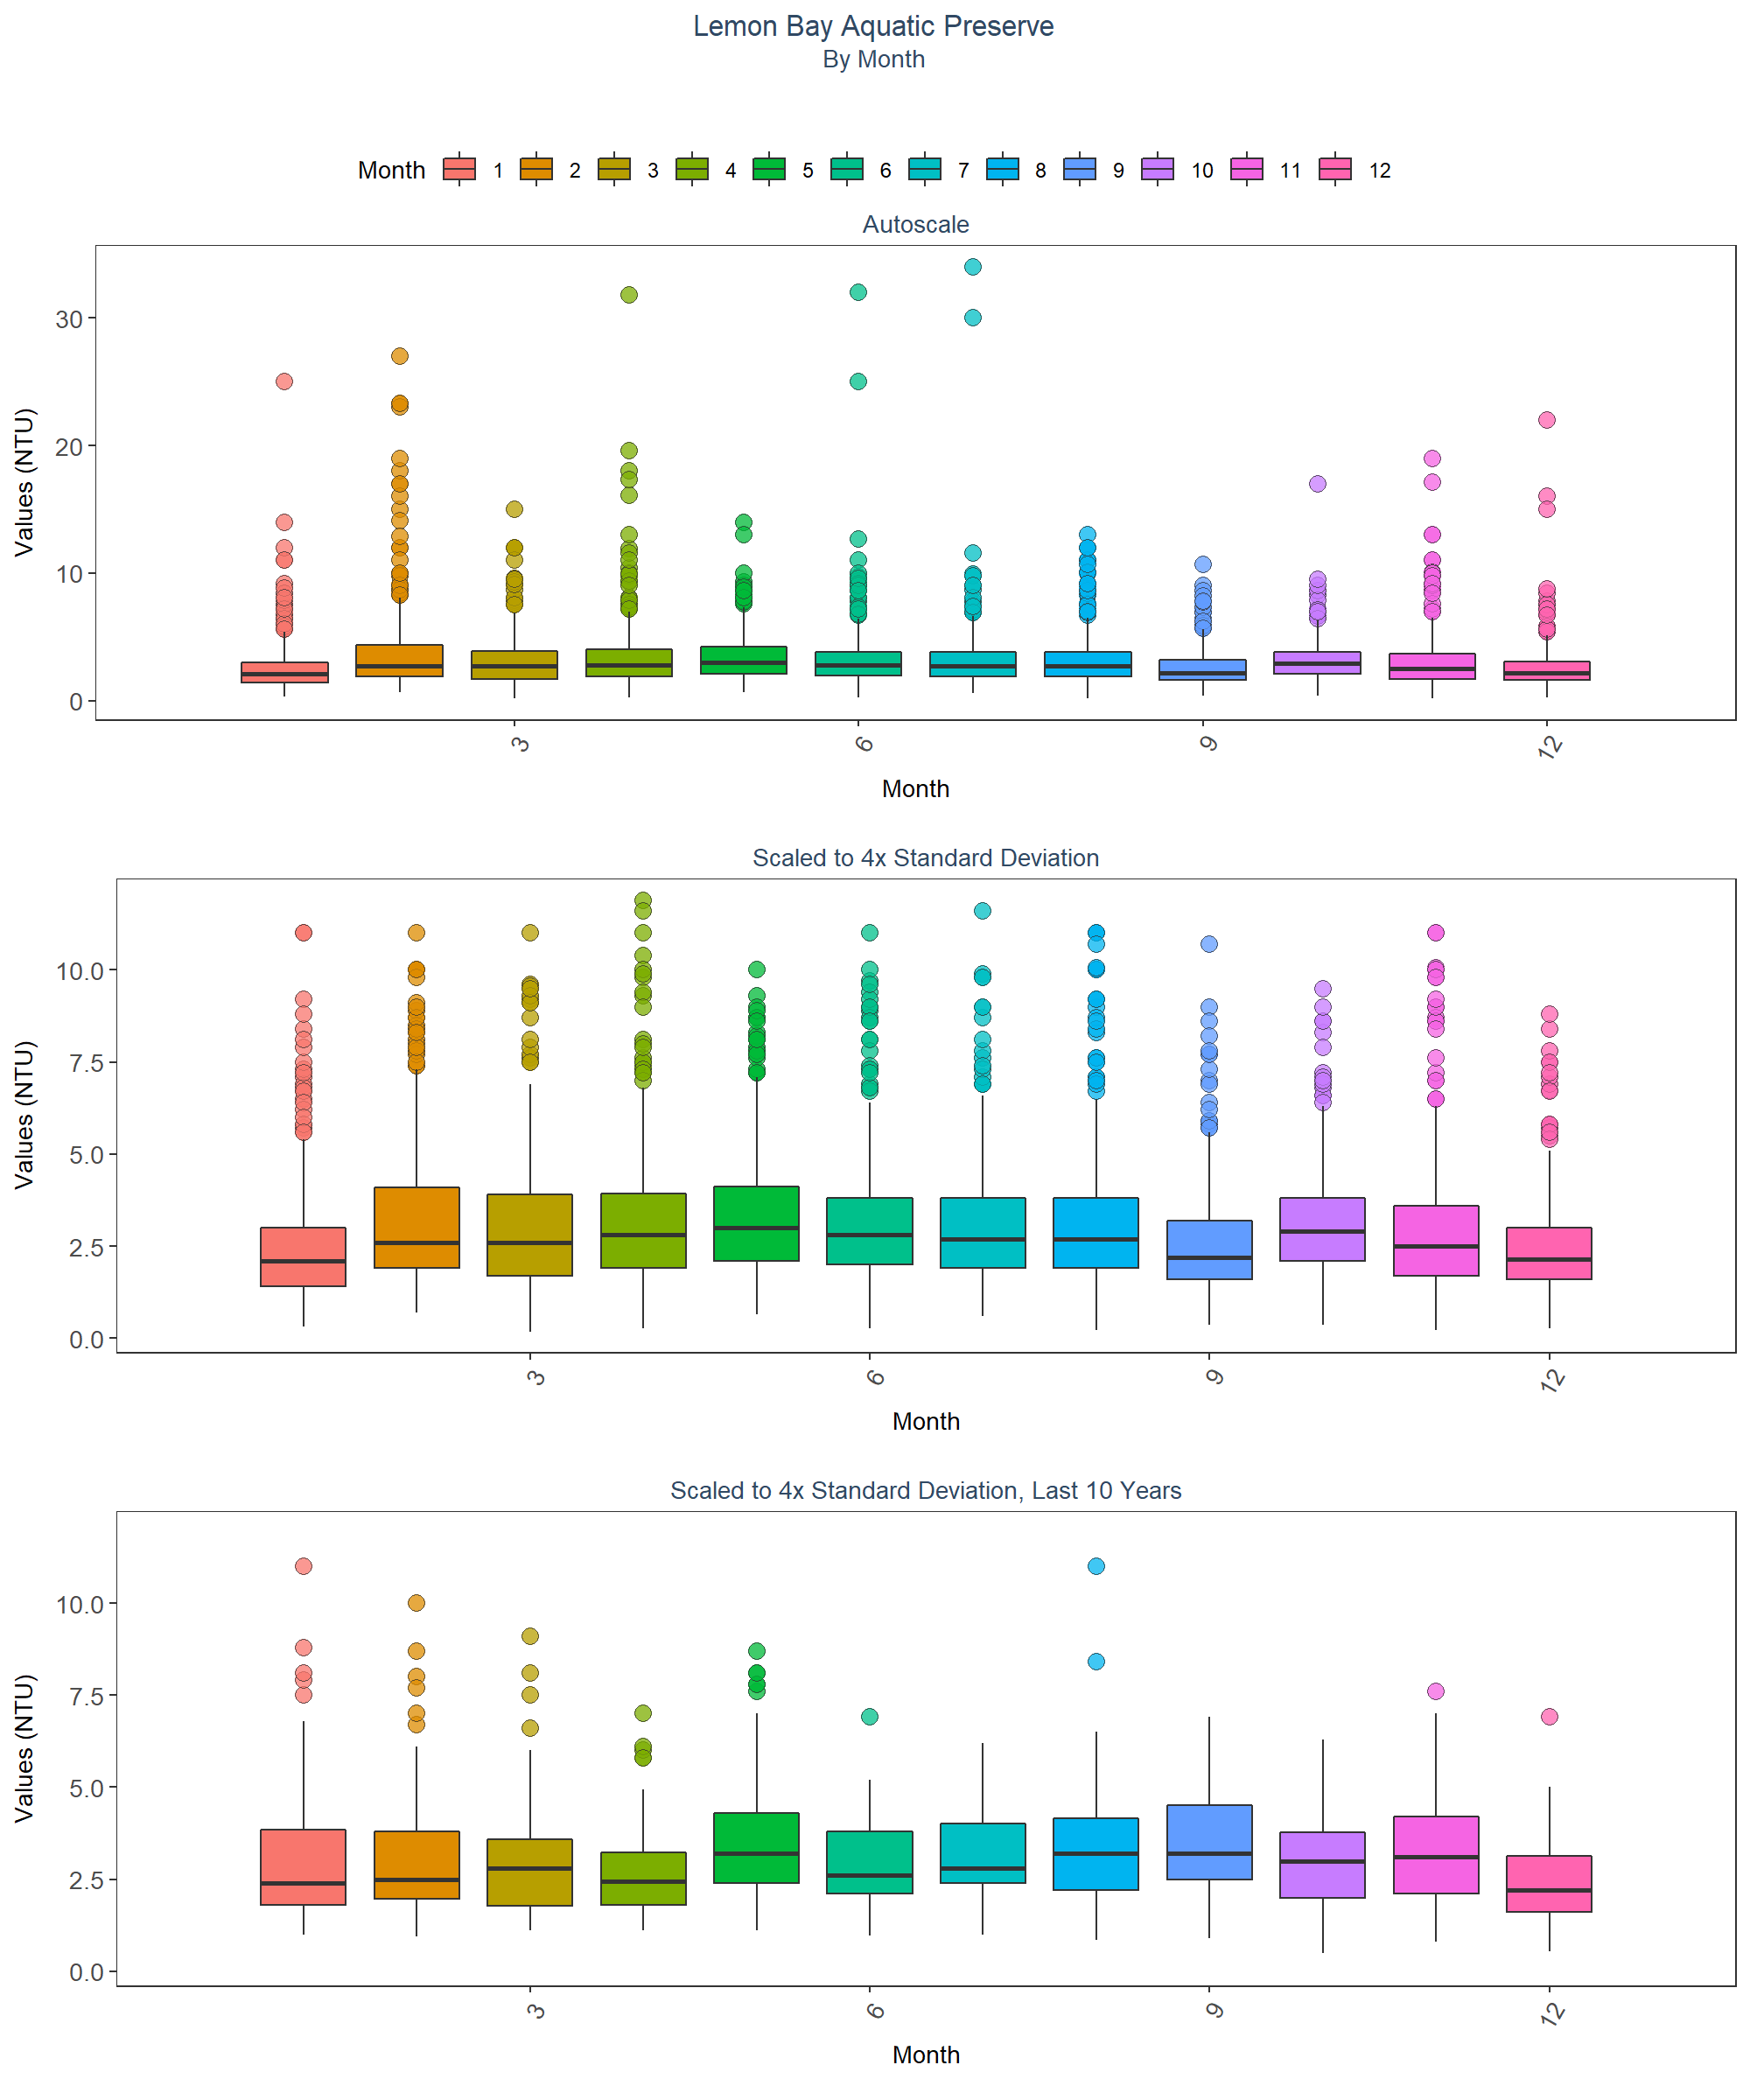 Lemon Bay Aquatic Preserve
By Month
Month 1 2 3 4 5 6 7 8 9 10 11 12
Autoscale
Values (NTU)
30
20
10
0
3 6 9 12
Month
Scaled to 4x Standard Deviation
Values (NTU)
10.0
7.5
5.0
2.5
0.0
3 6 9 12
Month
Scaled to 4x Standard Deviation, Last 10 Years
Values (NTU)
10.0
7.5
5.0
2.5
0.0
3 6 9 12
Month